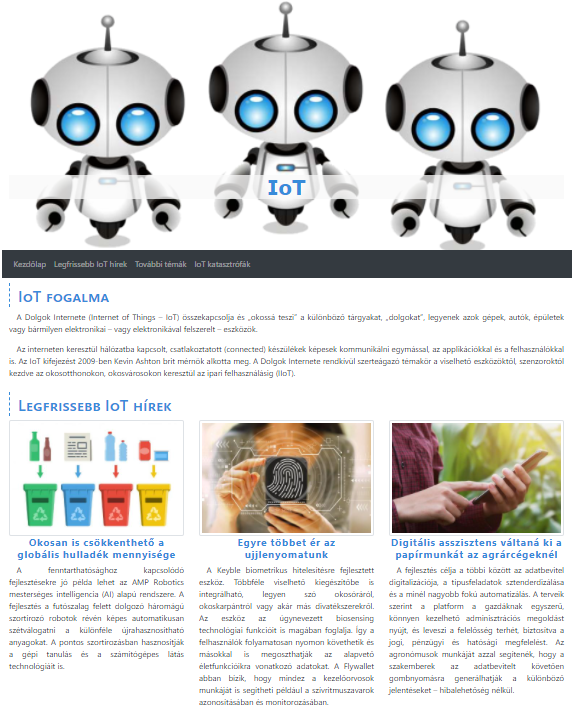 IoT
Kezdőlap Legfrissebb IoT hírek További témák IoT katasztrófák
IoT fogalma
A Dolgok Internete (Internet of Things – IoT) összekapcsolja és „okossá teszi” a különböző tárgyakat, „dolgokat”, legyenek azok gépek, autók, épületek
vagy bármilyen elektronikai – vagy elektronikával felszerelt – eszközök.
Az interneten keresztül hálózatba kapcsolt, csatlakoztatott (connected) készülékek képesek kommunikálni egymással, az applikációkkal és a felhasználókkal
is. Az IoT kifejezést 2009-ben Kevin Ashton brit mérnök alkotta meg. A Dolgok Internete rendkívül szerteágazó témakör a viselhető eszközöktől, szenzoroktól
kezdve az okosotthonokon, okosvárosokon keresztül az ipari felhasználásig (IIoT).
Legfrissebb IoT hírek
Okosan is csökkenthető a
globális hulladék mennyisége
A fenntarthatósághoz kapcsolódó
fejlesztésekre jó példa lehet az AMP Robotics
mesterséges intelligencia (AI) alapú rendszere. A
fejlesztés a futószalag felett dolgozó háromágú
szortírozó robotok révén képes automatikusan
szétválogatni a különféle újrahasznosítható
anyagokat. A pontos szortírozásban hasznosítják
a gépi tanulás és a számítógépes látás
technológiáit is.
Egyre többet ér az
ujjlenyomatunk
A Keyble biometrikus hitelesítésre fejlesztett
eszköz. Többféle viselhető kiegészítőbe is
integrálható, legyen szó okosóráról,
okoskarpántról vagy akár más divatékszerekről.
Az eszköz az úgynevezett biosensing
technológiai funkcióit is magában foglalja. Így a
felhasználók folyamatosan nyomon követhetik és
másokkal is megoszthatják az alapvető
életfunkcióikra vonatkozó adatokat. A Flywallet
abban bízik, hogy mindez a kezelőorvosok
munkáját is segítheti például a szívritmuszavarok
azonosításában és monitorozásában.
Digitális asszisztens váltaná ki a
papírmunkát az agrárcégeknél
A fejlesztés célja a többi között az adatbevitel
digitalizációja, a típusfeladatok sztenderdizálása
és a minél nagyobb fokú automatizálás. A terveik
szerint a platform a gazdáknak egyszerű,
könnyen kezelhető adminisztrációs megoldást
nyújt, és leveszi a felelősség terhét, biztosítva a
jogi, pénzügyi és hatósági megfelelést. Az
agronómusok munkáját azzal segítenék, hogy a
szakemberek az adatbevitelt követően
gombnyomásra generálhatják a különböző
jelentéseket – hibalehetőség nélkül.